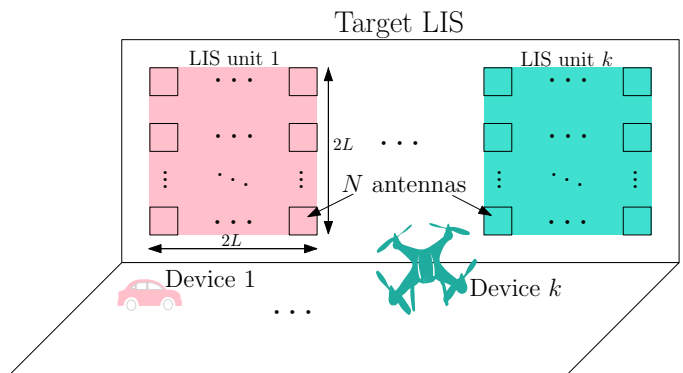 Target LIS
LIS unit 1
LIS unit k
2L
N antennas
2L
Device 1
Device k